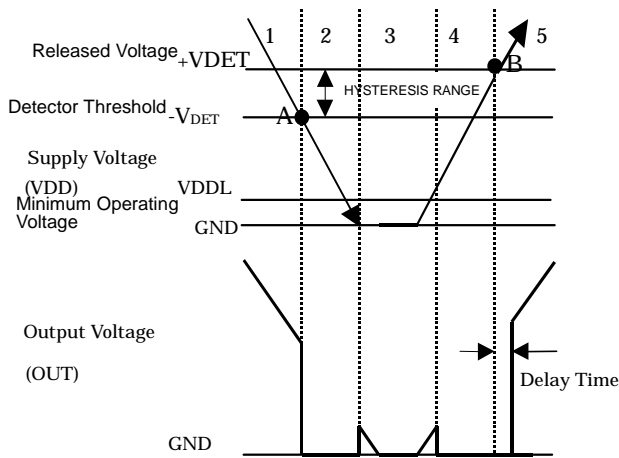 1 2 3 4 5
Released Voltage +VDET
B
HYSTERESIS RANGE
Detector Threshold -VDET
A
Supply Voltage
(VDD)
VDDL
Minimum Operating
Voltage
GND
Output Voltage
(OUT)
Delay Time
GND